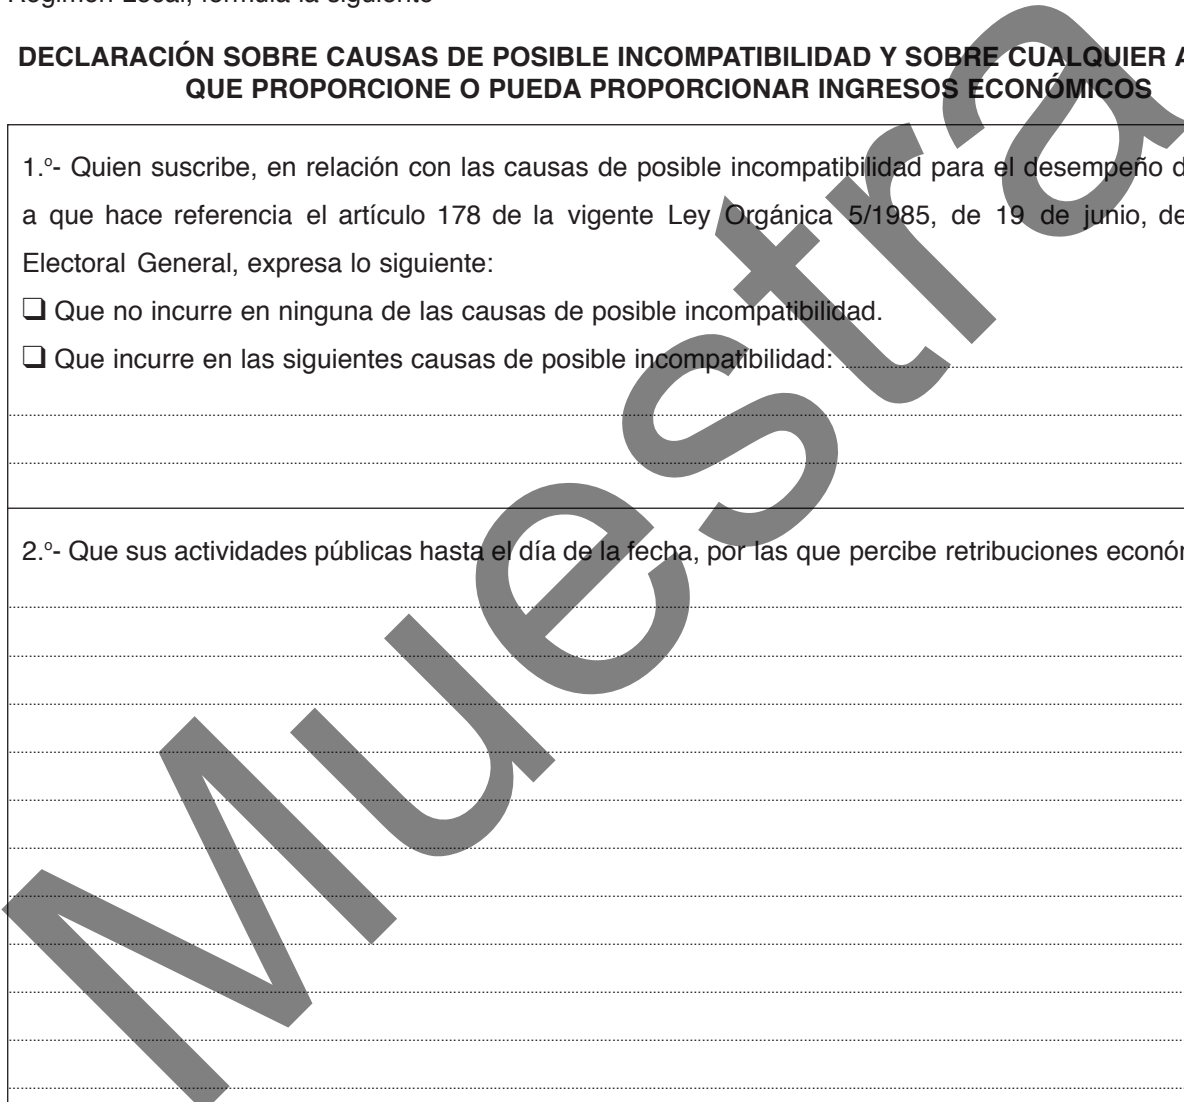 Régimen Local, formula la siguiente
DECLARACIÓN SOBRE CAUSAS DE POSIBLE INCOMPATIBILIDAD Y SOBRE CUALQUIER A
QUE PROPORCIONE O PUEDA PROPORCIONAR INGRESOS ECONÓMICOS
1.º- Quien suscribe, en relación con las causas de posible incompatibilidad para el desempeño d
a que hace referencia el artículo 178 de la vigente Ley Orgánica 5/1985, de 19 de junio, de
Electoral General, expresa lo siguiente:
❏ Que no incurre en ninguna de las causas de posible incompatibilidad.
❏ Que incurre en las siguientes causas de posible incompatibilidad:
2.º- Que sus actividades públicas hasta el día de la fecha, por las que percibe retribuciones econó
Muestra